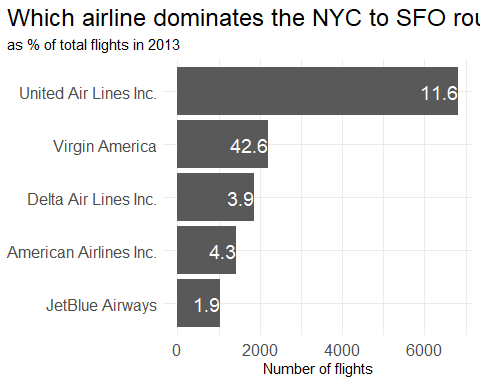 Which airline dominates the NYC to SFO rou
as % of total flights in 2013
United Air Lines Inc.
11.6
Virgin America
42.6
Delta Air Lines Inc.
3.9
American Airlines Inc.
4.3
JetBlue Airways
1.9
0 2000 4000 6000
Number of flights